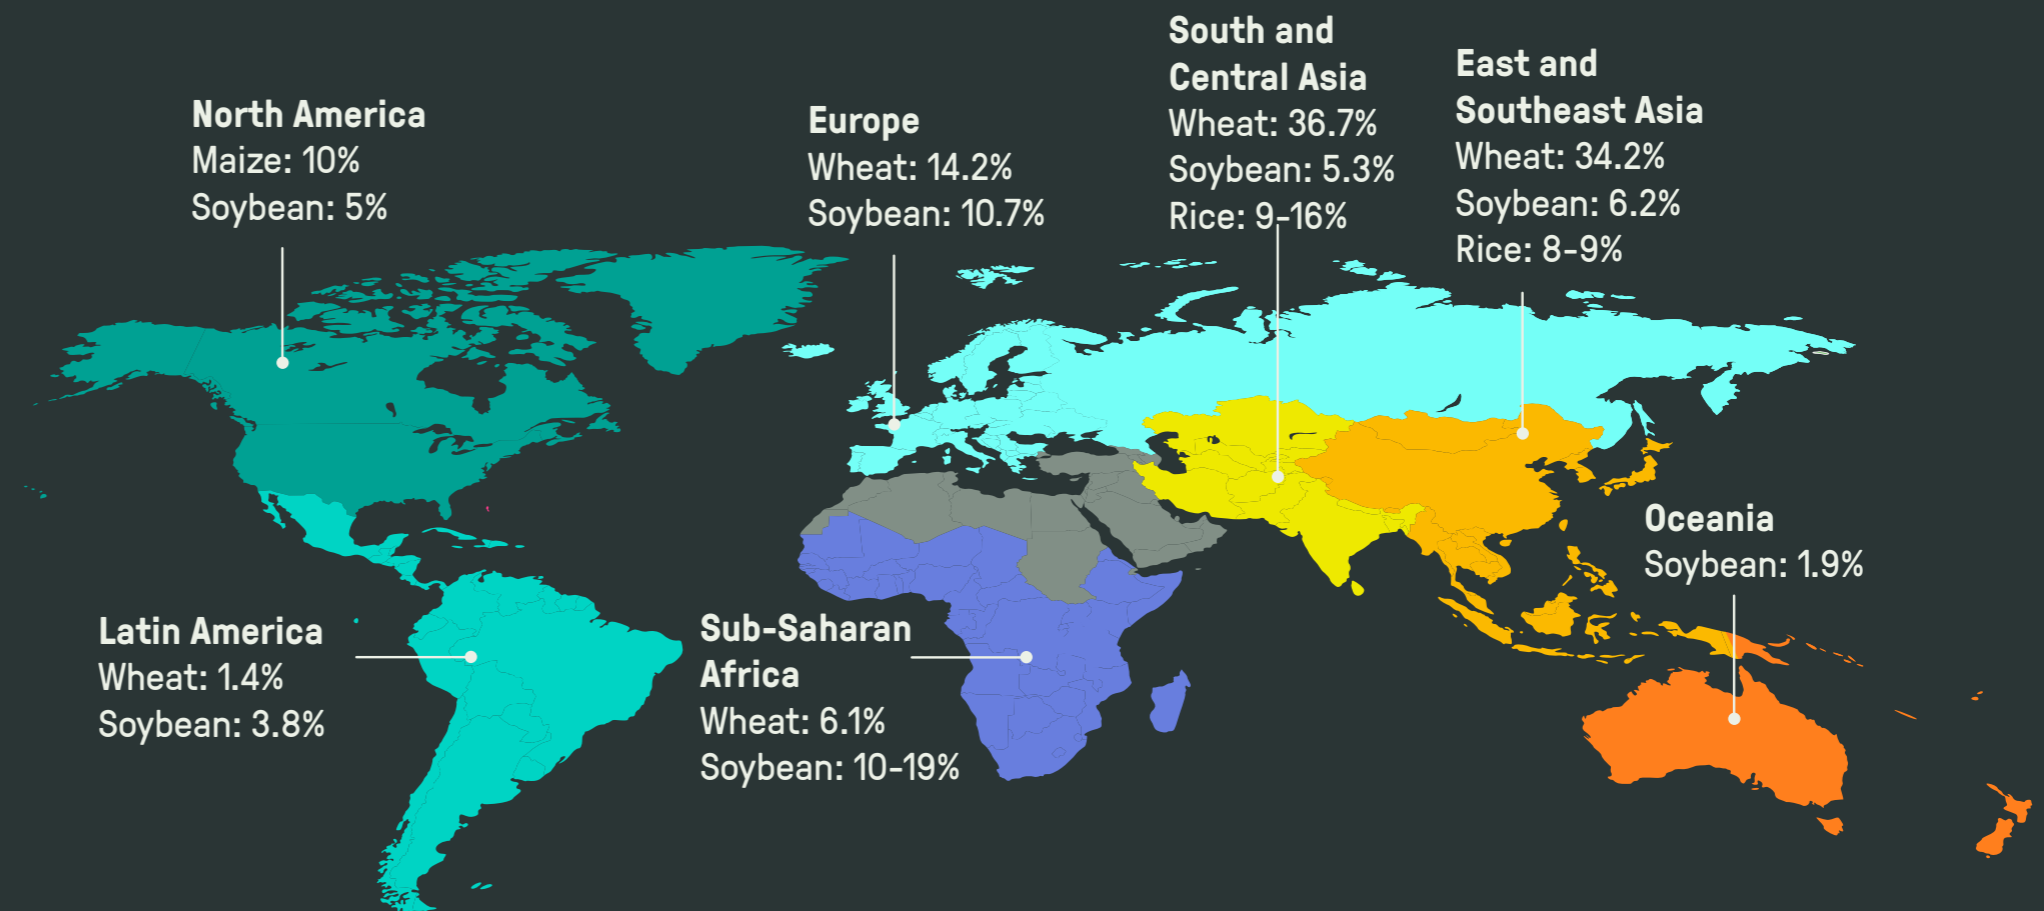 North America
Maize: 10%
Soybean: 5%
Europe
Wheat: 14.2%
Soybean: 10.7%
South and
Central Asia
Wheat: 36.7%
Soybean: 5.3%
Rice: 9-16%
East and
Southeast Asia
Wheat: 34.2%
Soybean: 6.2%
Rice: 8-9%
Latin America
Wheat: 1.4%
Soybean: 3.8%
Sub-Saharan
Africa
Wheat: 6.1%
Soybean: 10-19%
Oceania
Soybean: 1.9%